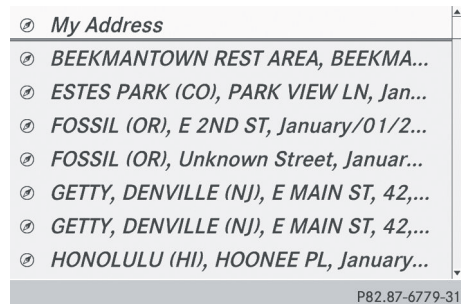 My Address
BEEKMANTOWN REST AREA, BEEKMA...
ESTES PARK (CO), PARK VIEW LN, Jan...
FOSSIL (OR), E 2ND ST, January/01/2...
FOSSIL (OR), Unknown Street, Januar...
GETTY, DENVILLE (NJ), E MAIN ST, 42,...
GETTY, DENVILLE (NJ), E MAIN ST, 42,...
HONOLULU (HI), HOONEE PL, January...
P82.87-6779-31